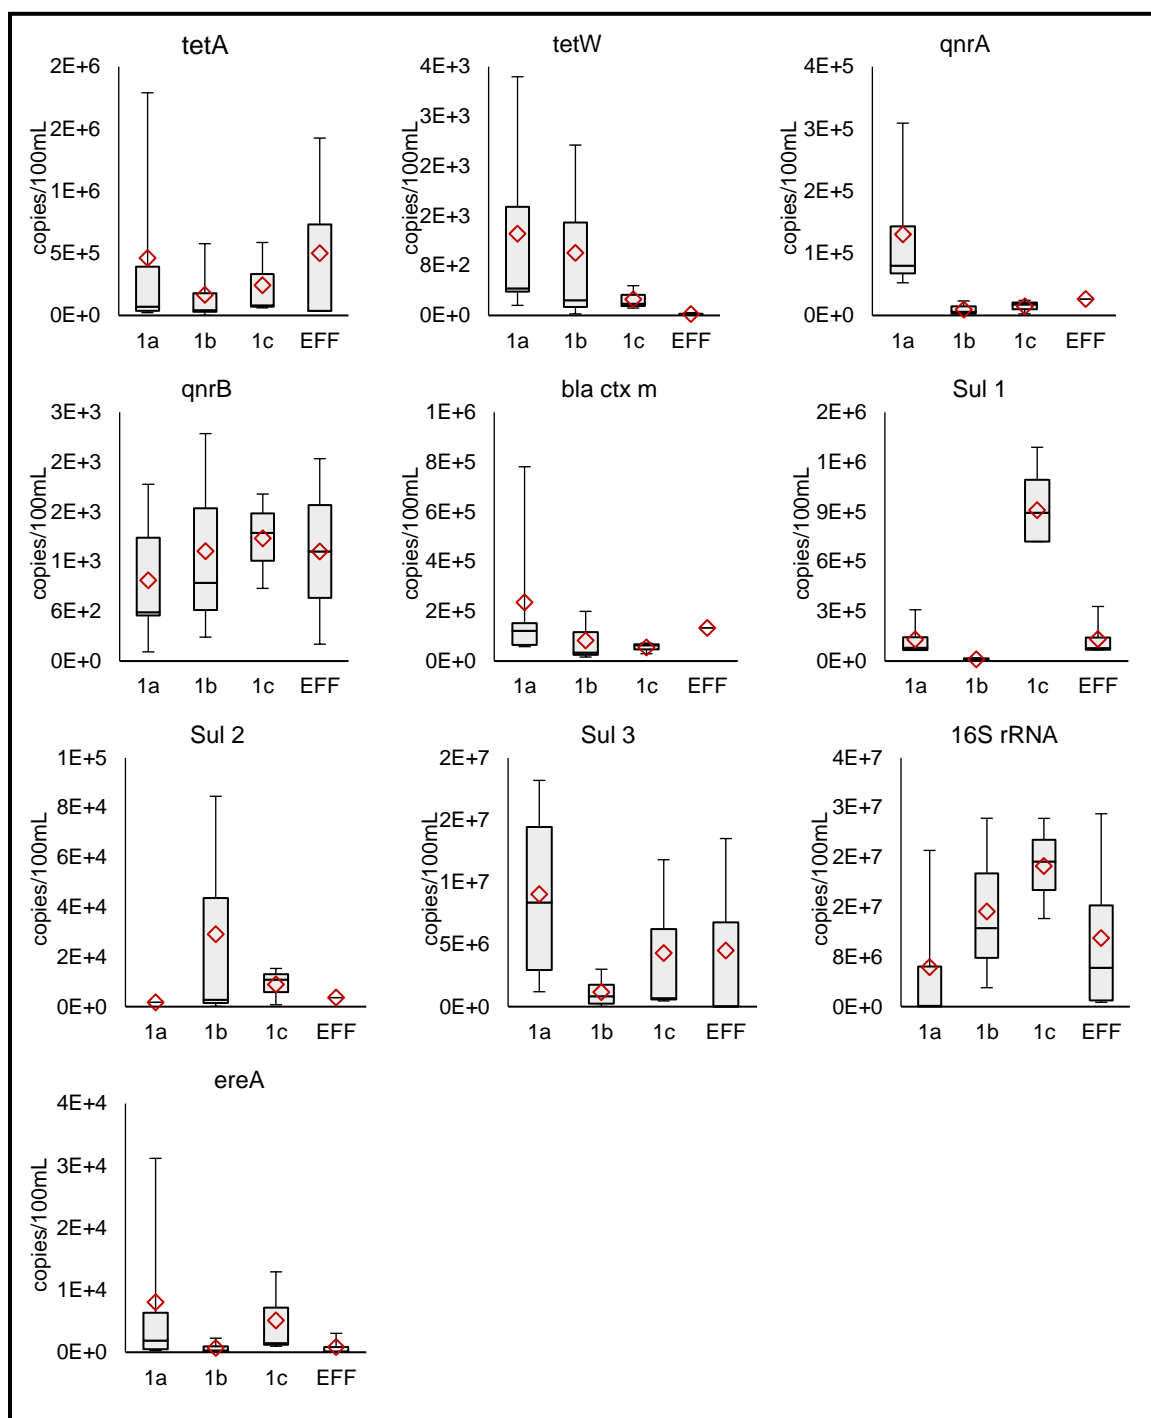 tetA
2E+6
2E+6
1E+6
5E+5
0E+0
copies/100mL
1a 1b 1c EFF
tetW
4E+3
3E+3
2E+3
2E+3
8E+2
0E+0
copies/100mL
1a 1b 1c EFF
qnrA
4E+5
3E+5
2E+5
1E+5
0E+0
copies/100mL
1a 1b 1c EFF
qnrB
3E+3
2E+3
2E+3
1E+3
6E+2
0E+0
copies/100mL
1a 1b 1c EFF
bla ctx m
1E+6
8E+5
6E+5
4E+5
2E+5
0E+0
copies/100mL
1a 1b 1c EFF
Sul 1
2E+6
1E+6
9E+5
6E+5
3E+5
0E+0
copies/100mL
1a 1b 1c EFF
Sul 2
1E+5
8E+4
6E+4
4E+4
2E+4
0E+0
copies/100mL
1a 1b 1c EFF
Sul 3
2E+7
2E+7
1E+7
5E+6
0E+0
copies/100mL
1a 1b 1c EFF
16S rRNA
4E+7
3E+7
2E+7
2E+7
8E+6
0E+0
copies/100mL
1a 1b 1c EFF
ereA
4E+4
3E+4
2E+4
1E+4
0E+0
copies/100mL
1a 1b 1c EFF